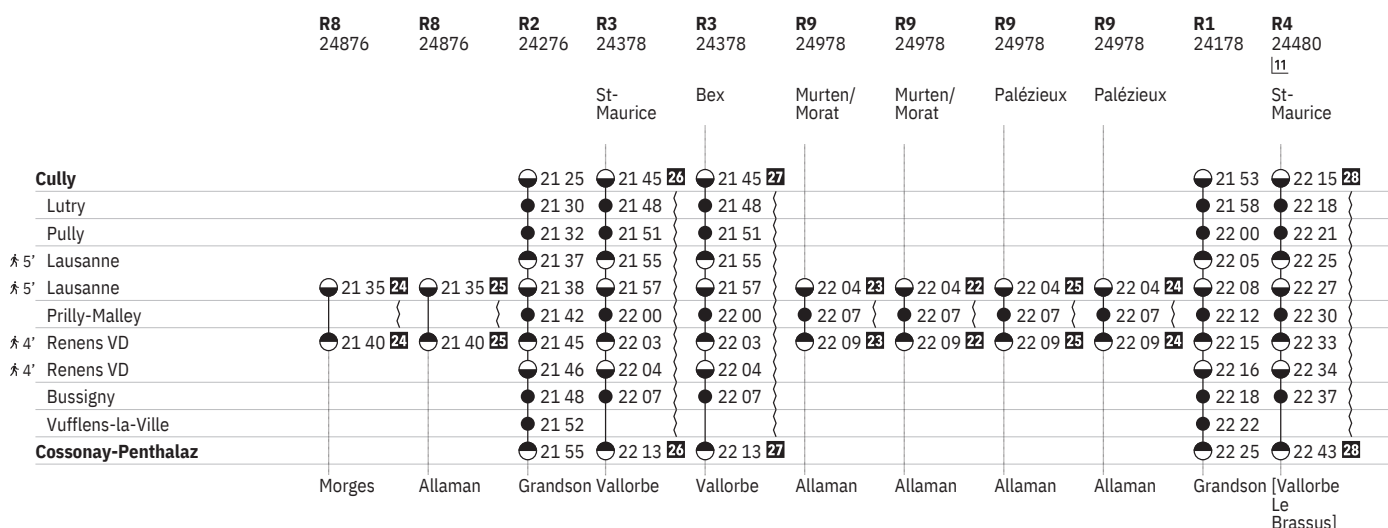 R8 R8 R2 R3 R3 R9 R9 R9 R9 R1 R4
24876 24876 24276 24378 24378 24978 24978 24978 24978 24178 24480
11
St- Bex Murten/ Murten/ Palézieux Palézieux St-
Maurice Morat Morat Maurice
Cully 21 25 21 45 26 21 45 27 21 53 22 15 28
Lutry 21 30 21 48 21 48 21 58 22 18
Pully 21 32 21 51 21 51 22 00 22 21
5' Lausanne 21 37 21 55 21 55 22 05 22 25
5' Lausanne 21 35 24 21 35 25 21 38 21 57 21 57 22 04 23 22 04 22 22 04 25 22 04 24 22 08 22 27
Prilly-Malley 21 42 22 00 22 00 22 07 22 07 22 07 22 07 22 12 22 30
4' Renens VD 21 40 24 21 40 25 21 45 22 03 22 03 22 09 23 22 09 22 22 09 25 22 09 24 22 15 22 33
4' Renens VD 21 46 22 04 22 04 22 16 22 34
Bussigny 21 48 22 07 22 07 22 18 22 37
Vufflens-la-Ville 21 52 22 22
Cossonay-Penthalaz 21 55 22 13 26 22 13 27 22 25 22 43 28
Morges Allaman Grandson Vallorbe Vallorbe Allaman Allaman Allaman Allaman Grandson [Vallorbe
Le
Brassus]